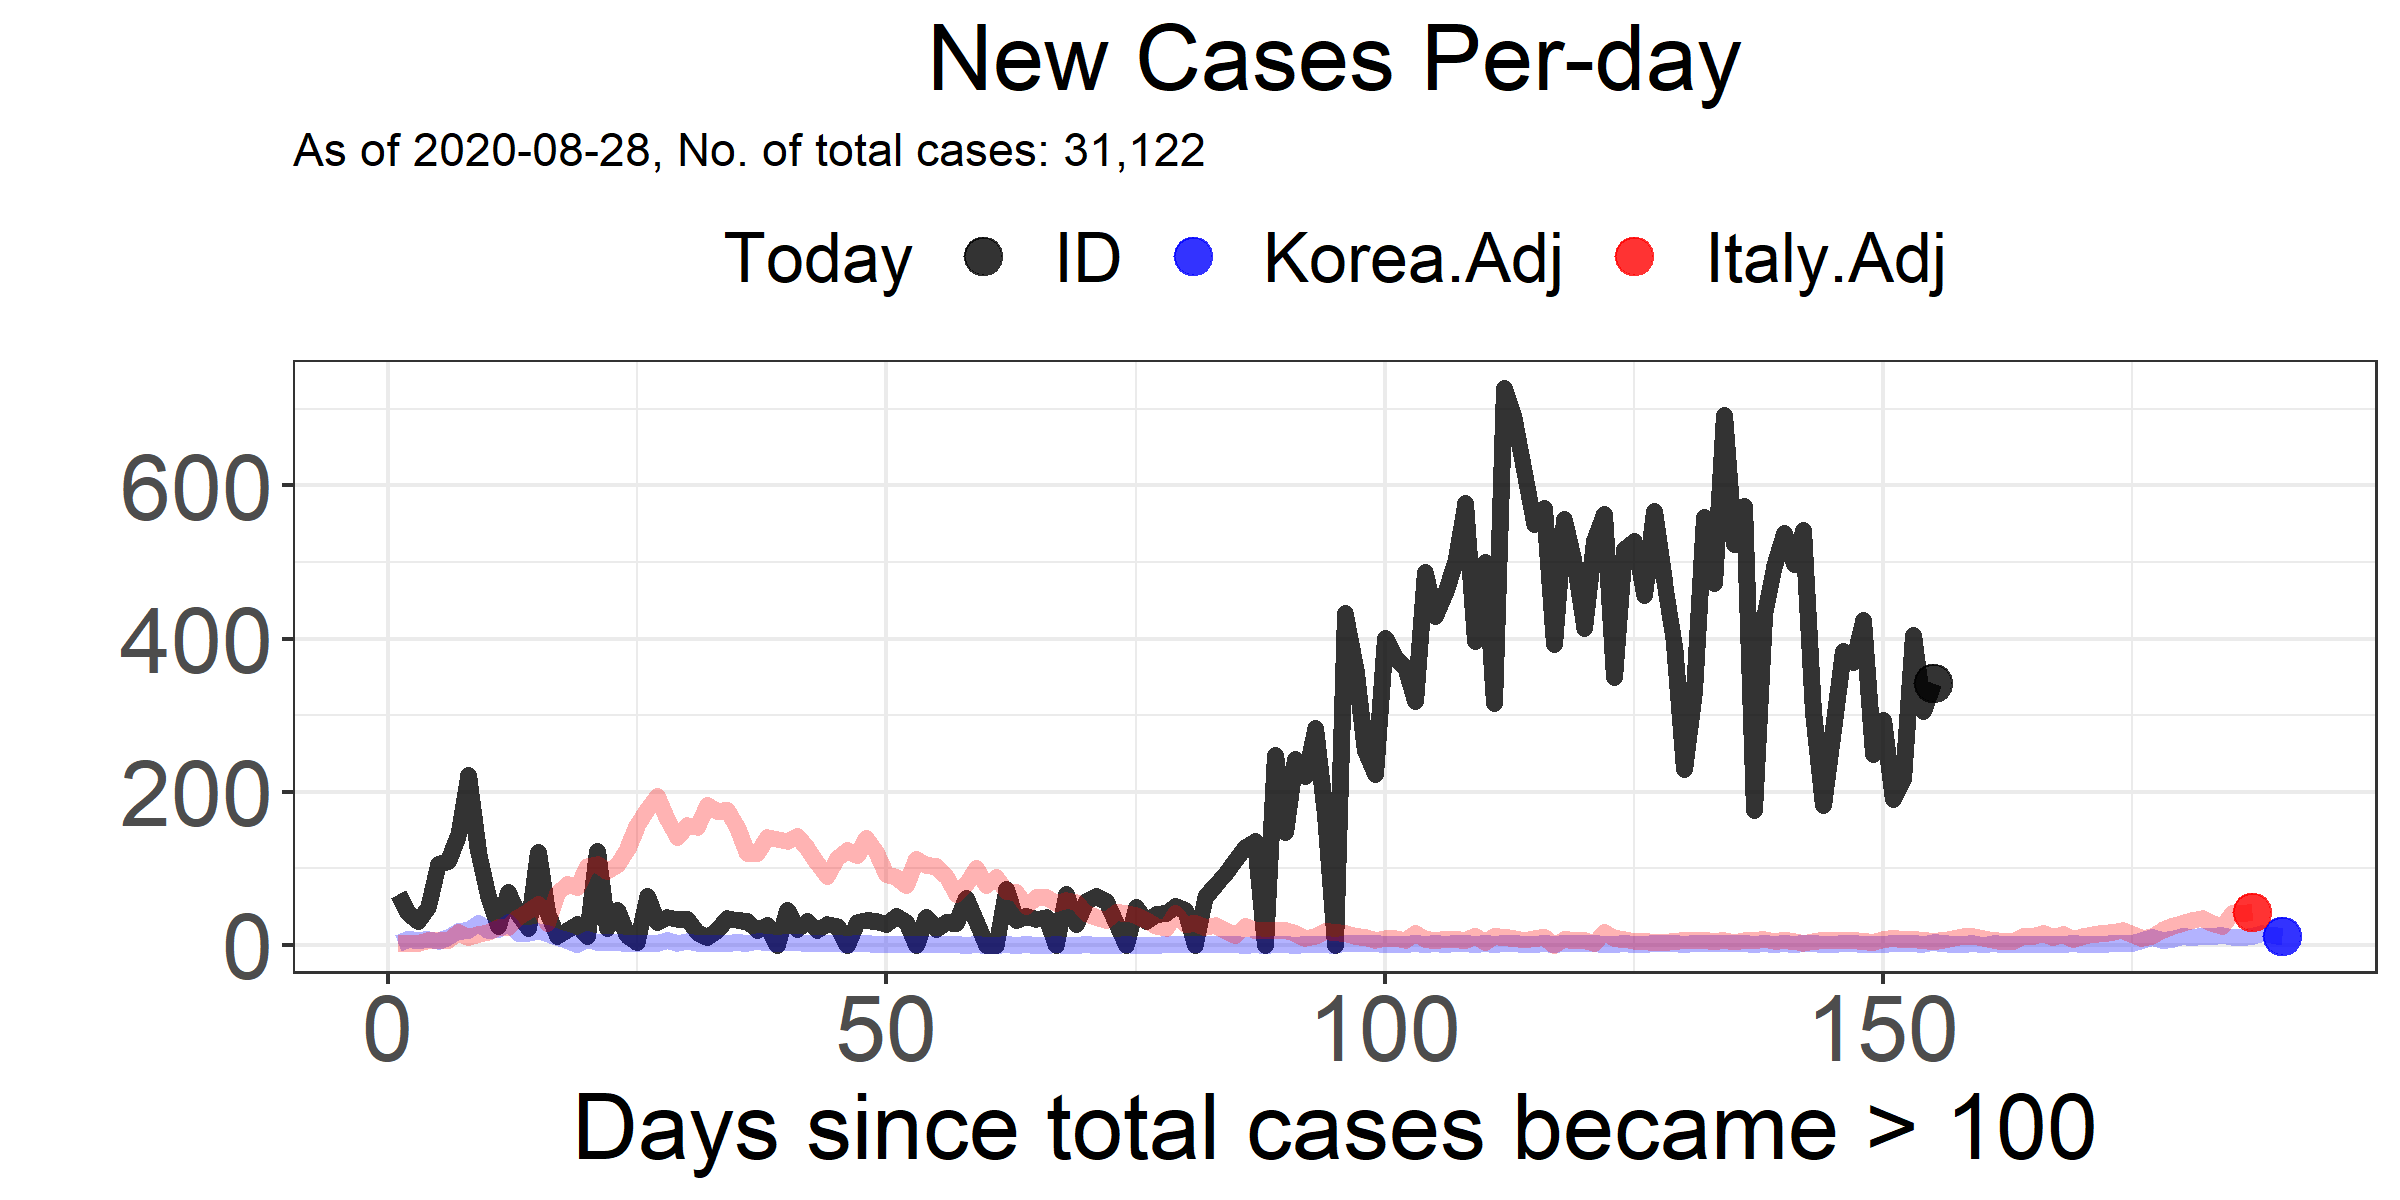 New Cases Per-day
As of 2020-08-28, No. of total cases: 31,122
Today ID Korea.Adj Italy.Adj
600
400
200
0
0 50 100 150
Days since total cases became > 100